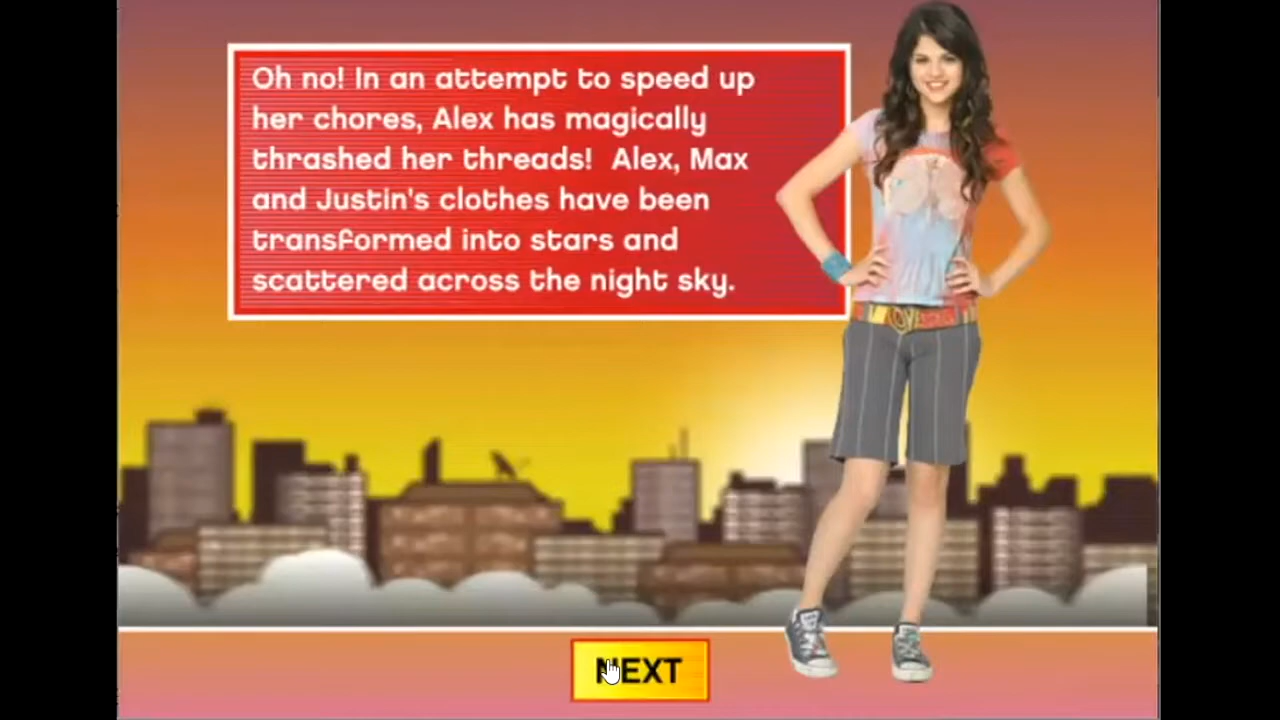 Oh no! In an attempt to speed up
her chores, Alex has magically
thrashed her threads!  Alex, Max
and Justin's clothes have been
transformed into stars and
scattered across the night sky.
NEXT